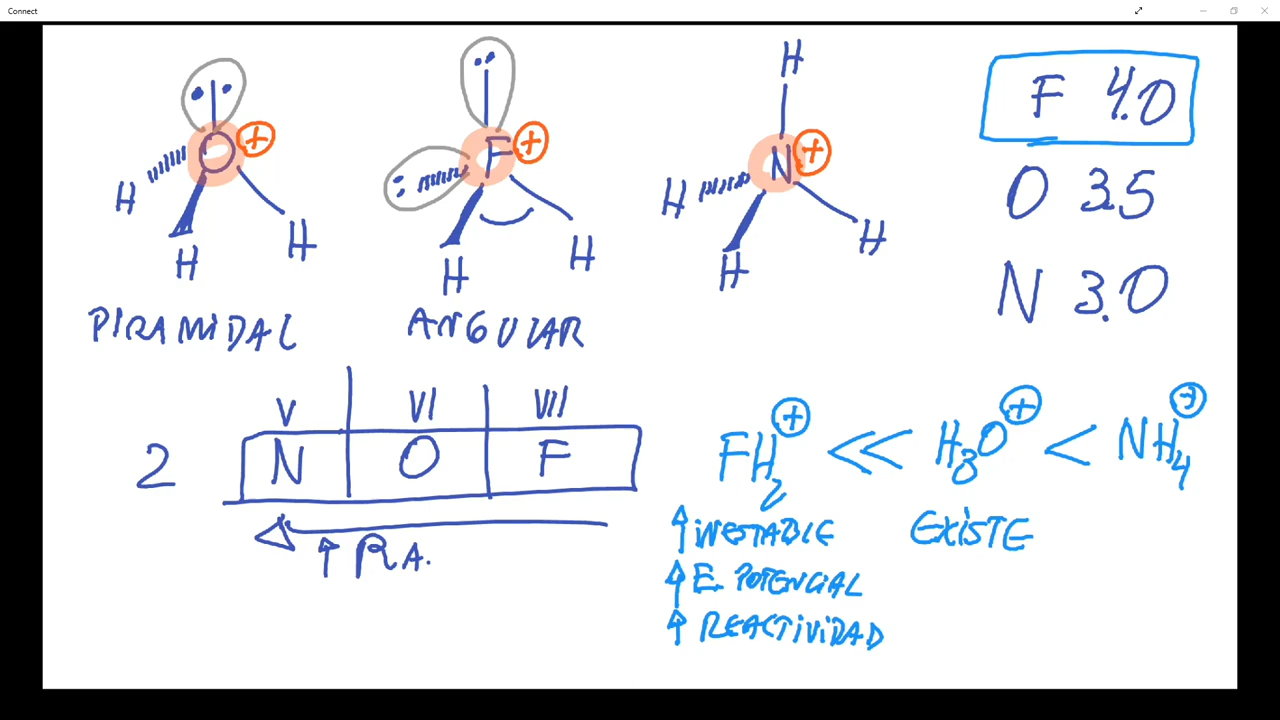 Connect
H
F 4.0
O ⊕
F ⊕
N ⊕
H
H
O 3.5
H
H
H
H
H
H
N 3.0
PIRAMIDAL
ANGULAR
V VI VII
2 N O F
FH2⊕ << H3O⊕ < NH4⊕
↑ R A.
↑ INESTABLE
EXISTE
↑ E. POTENCIAL
↑ REACTIVIDAD